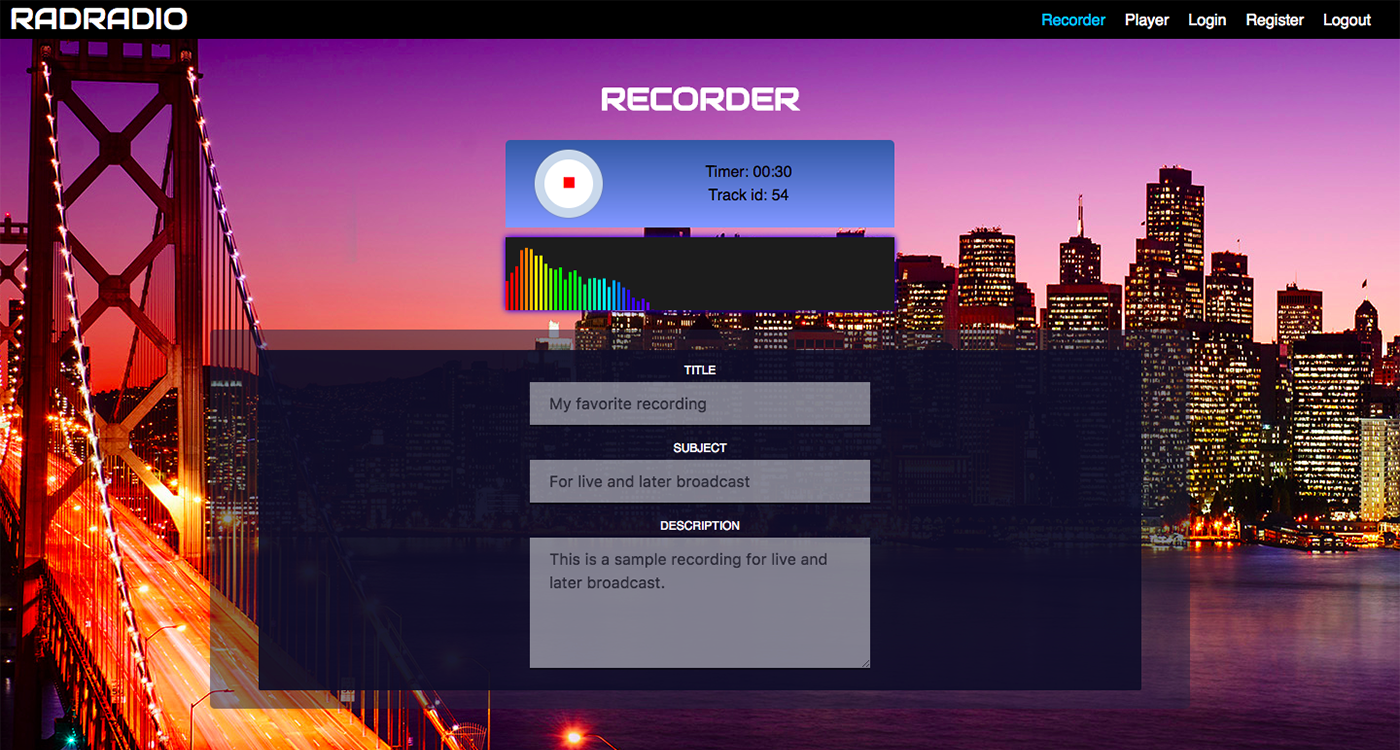 RADRADIO
Recorder Player Login Register Logout
RECORDER
Timer: 00:30
Track id: 54
TITLE
My favorite recording
SUBJECT
For live and later broadcast
DESCRIPTION
This is a sample recording for live and
later broadcast.